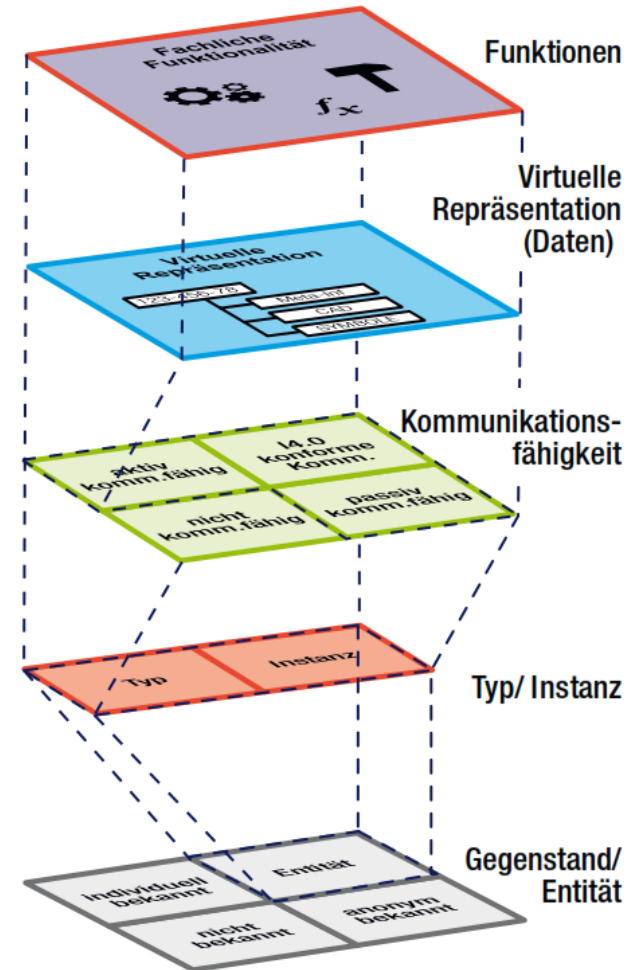 Fachliche
Funktionalität
fx
Funktionen
Virtuelle
Repräsentation
(Daten)
Virtuelle
Repräsentation
123-456-78
Meta-Inf
CAD
SYMBOLE
Kommunikations-
fähigkeit
aktiv
komm.fähig
I4.0
konforme
Komm.
nicht
komm.fähig
passiv
komm.fähig
Typ
Instanz
Typ/ Instanz
Gegenstand/
Entität
individuell
bekannt
Entität
nicht
bekannt
anonym
bekannt